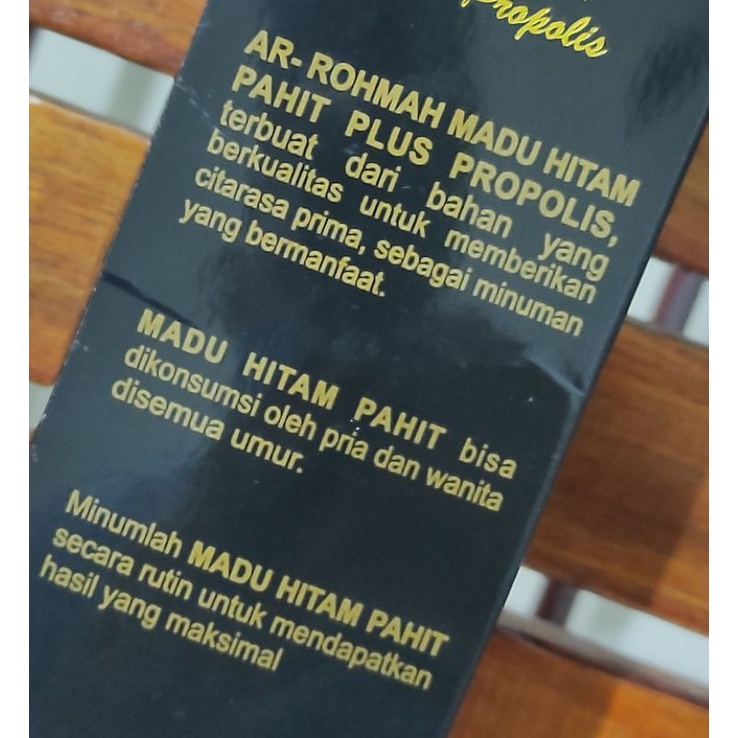 Propolis
AR- ROHMAH MADU HITAM
PAHIT PLUS PROPOLIS,
terbuat dari bahan yang
berkualitas untuk memberikan
citarasa prima, sebagai minuman
yang bermanfaat.
MADU HITAM PAHIT bisa
dikonsumsi oleh pria dan wanita
disemua umur.
Minumlah MADU HITAM PAHIT
secara rutin untuk mendapatkan
hasil yang maksimal